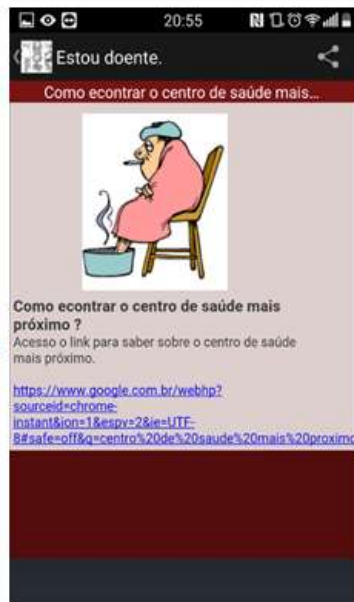 20:55
Estou doente.
Como econtrar o centro de saúde mais...
Como econtrar o centro de saúde mais
próximo ?
Acesso o link para saber sobre o centro de saúde
mais próximo.
https://www.google.com.br/webhp?
sourceid=chrome-
instant&ion=1&espv=2&ie=UTF-
8#safe=off&q=centro%20de%20saude%20mais%20proximo